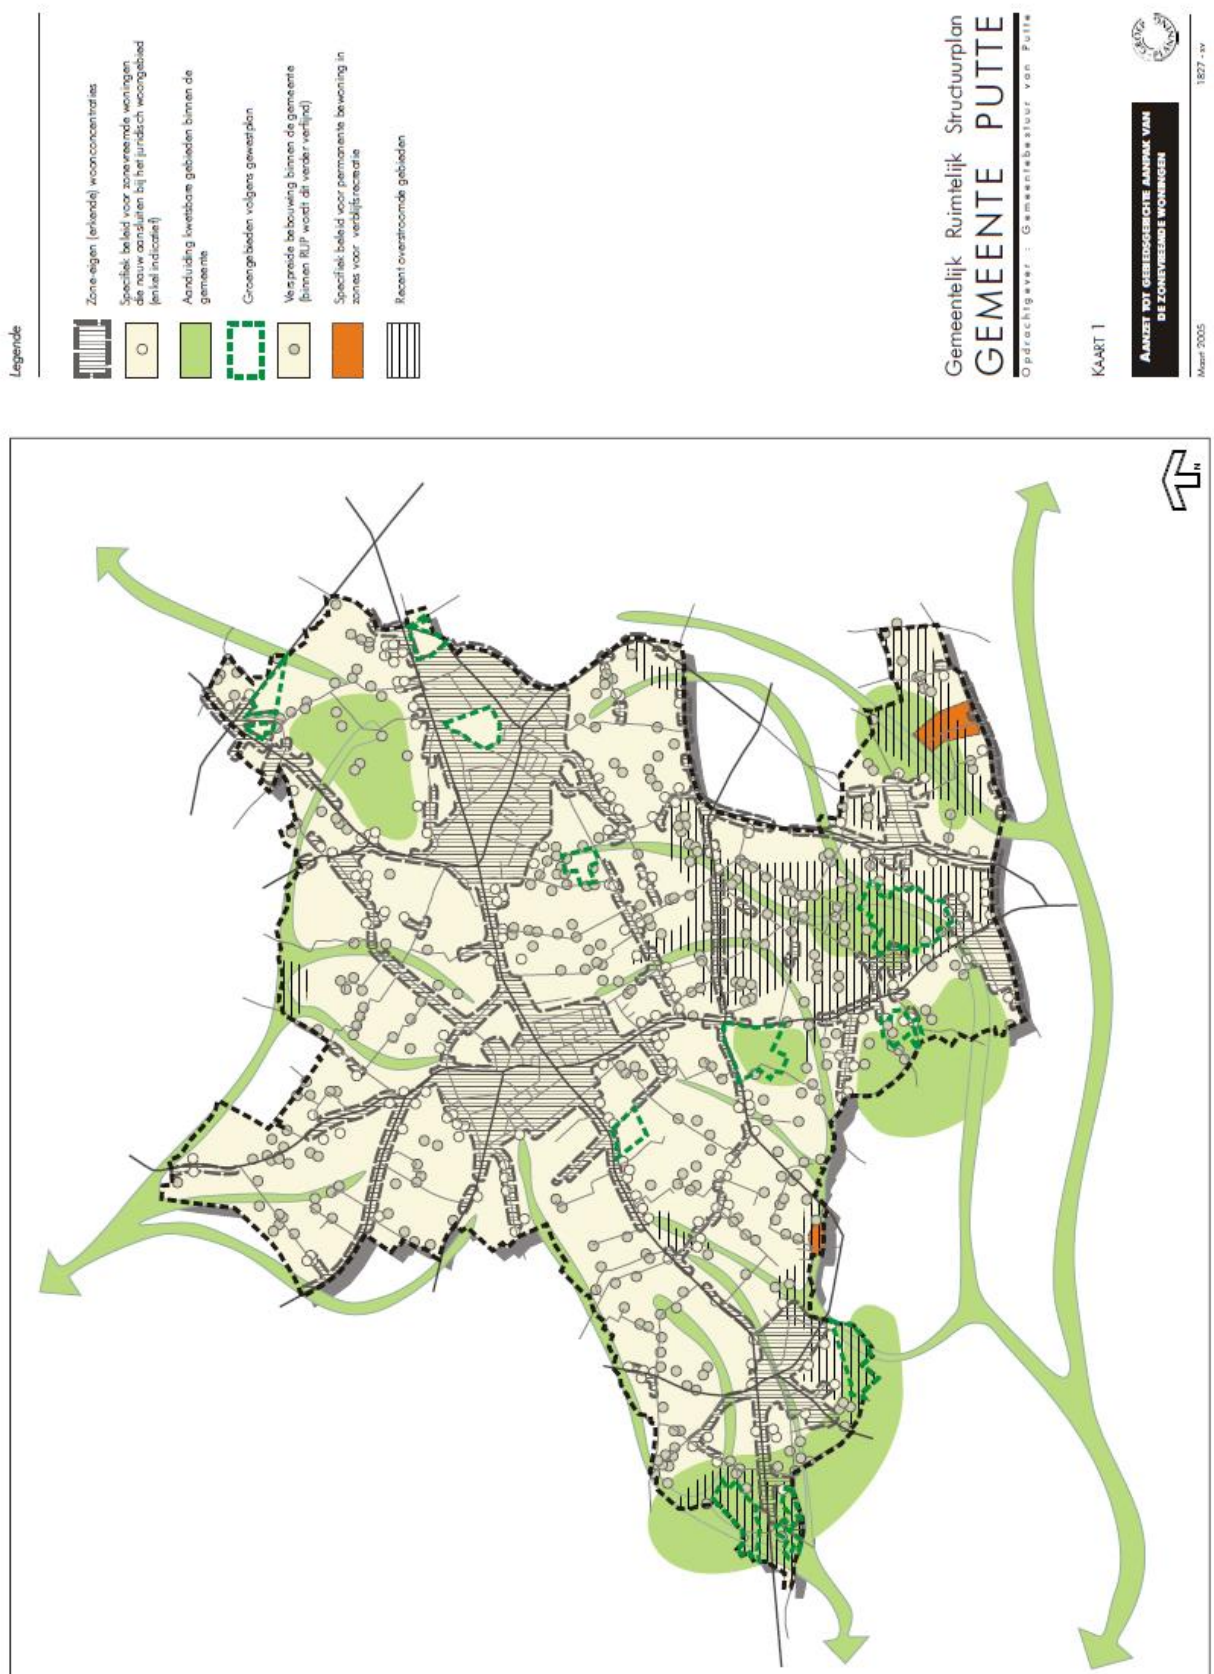 Legende
Zone-eigen (erkende) woonconcentraties
Specifiek beleid voor zonevreemde woningen
die nauw aansluiten bij het juridisch woongebied
(enkel indicatief)
Aanduiding kwetsbare gebieden binnen de
gemeente
Groengebieden volgens gewestplan
Verspreide bebouwing binnen de gemeente
(binnen RUP wordt dit verder verfijnd)
Specifiek beleid voor permanente bewoning in
zones voor verblijfsrecreatie
Recent overstroomde gebieden
Gemeentelijk Ruimtelijk Structuurplan
GEMEENTE PUTTE
Opdrachtgever : Gemeentebestuur van Putte
KAART 1
AANZET TOT GEBIEDSGERICHTE AANPAK VAN
DE ZONEVREEMDE WONINGEN
Maart 2005
1827 - sv
GROEP
N